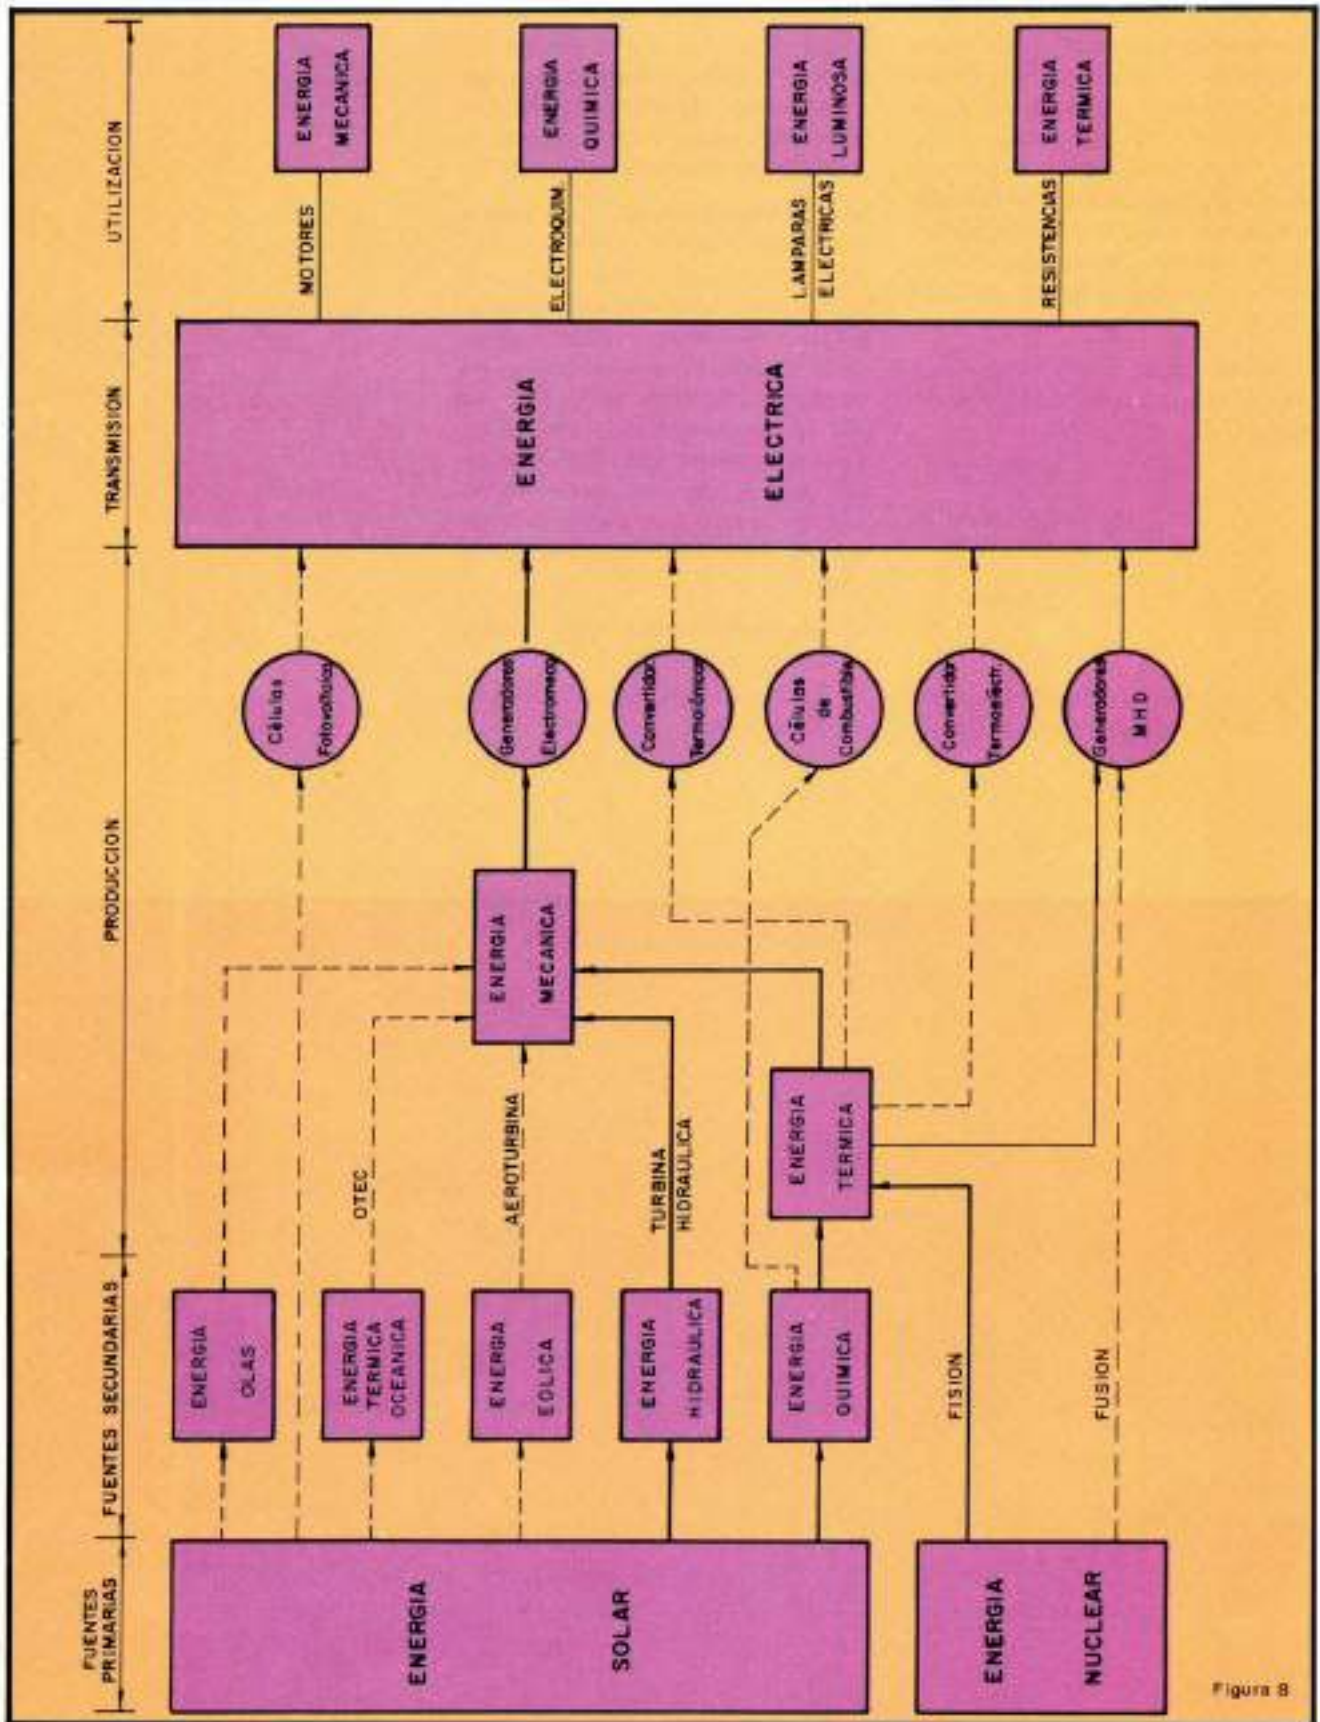 FUENTES
PRIMARIAS
FUENTES SECUNDARIAS
PRODUCCION
TRANSMISION
UTILIZACION
ENERGIA
SOLAR
ENERGIA
NUCLEAR
ENERGIA
OLAS
ENERGIA
TERMICA
OCEANICA
ENERGIA
EOLICA
ENERGIA
HIDRAULICA
ENERGIA
QUIMICA
FISION
FUSION
OTEC
AEROTURBINA
TURBINA
HIDRAULICA
ENERGIA
TERMICA
ENERGIA
MECANICA
Células
Fotovoltaicas
Generadores
Electromecq
Convertidor
Termoiónicos
Células
de
Combustible
Convertidor
Termoeléctr.
Generadores
MHD
ENERGIA
ELECTRICA
MOTORES
ELECTROQUIM.
LAMPARAS
ELECTRICAS
RESISTENCIAS
ENERGIA
MECANICA
ENERGIA
QUIMICA
ENERGIA
LUMINOSA
ENERGIA
TERMICA
Figura 8